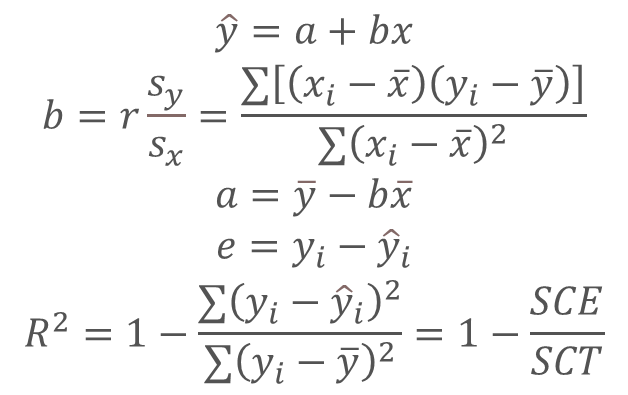 ŷ = a + bx
b = r s_y/s_x = ∑[(x_i − x̄)(y_i − ȳ)] / ∑(x_i − x̄)²
a = ȳ − bx̄
e = y_i − ŷ_i
R² = 1 − ∑(y_i − ŷ_i)² / ∑(y_i − ȳ)² = 1 − SCE/SCT